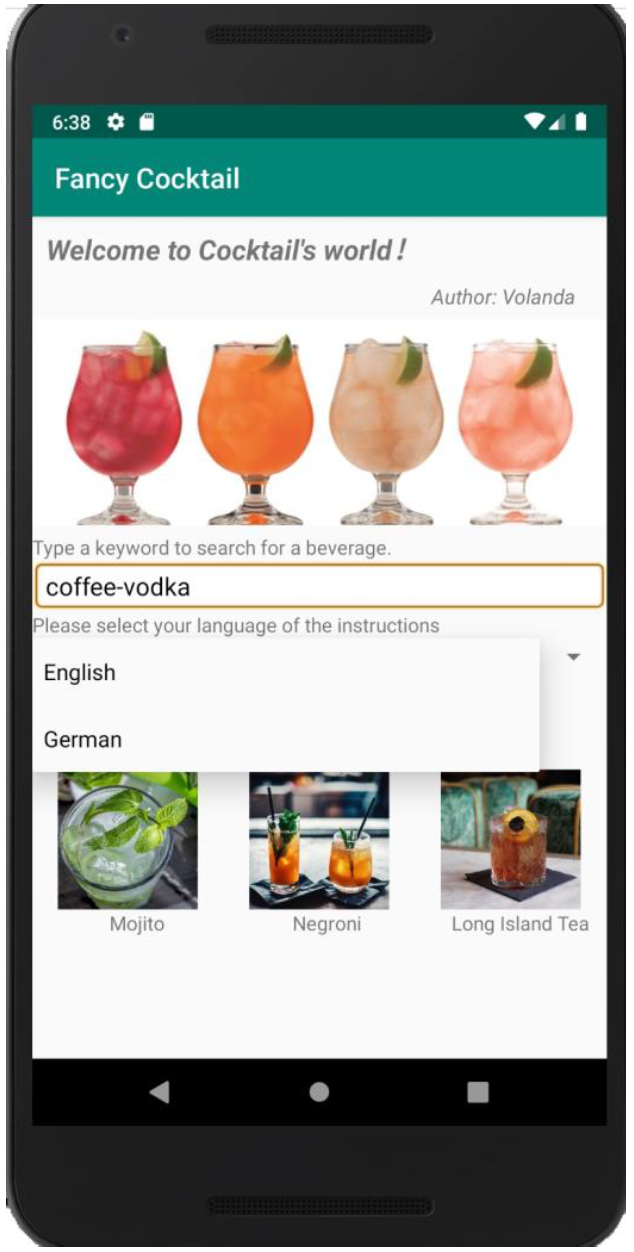 6:38
Fancy Cocktail
Welcome to Cocktail's world !
Author: Volanda
Type a keyword to search for a beverage.
coffee-vodka
Please select your language of the instructions
English
German
Mojito
Negroni
Long Island Tea